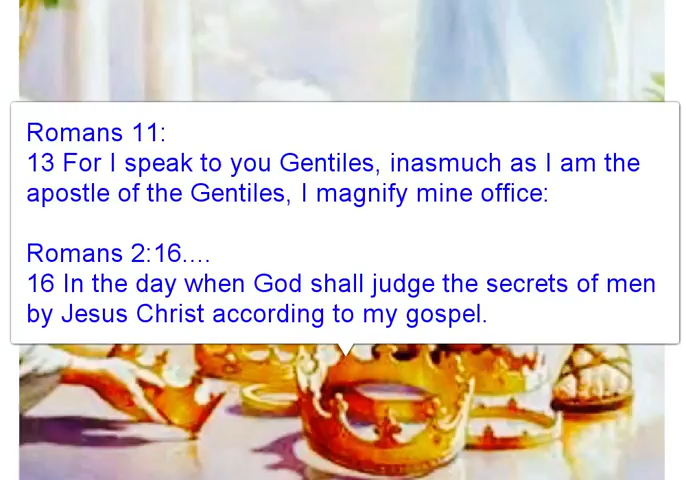 Romans 11:
13 For I speak to you Gentiles, inasmuch as I am the
apostle of the Gentiles, I magnify mine office:
Romans 2:16....
16 In the day when God shall judge the secrets of men
by Jesus Christ according to my gospel.